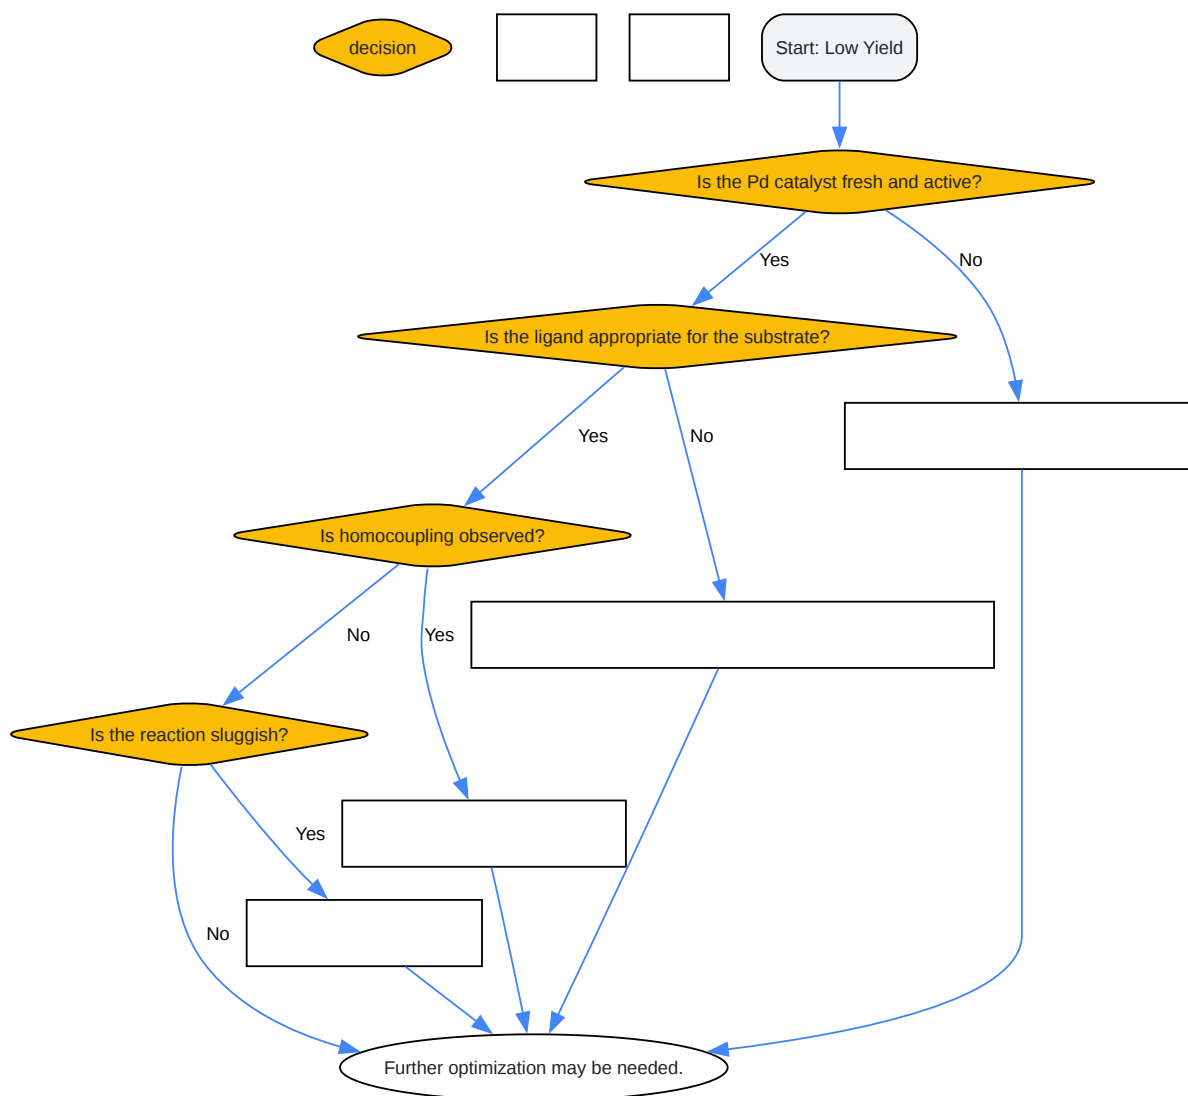 decision
Start: Low Yield
Is the Pd catalyst fresh and active?
Yes
No
Is the ligand appropriate for the substrate?
Yes
No
Is homocoupling observed?
No
Yes
Is the reaction sluggish?
Yes
No
Further optimization may be needed.